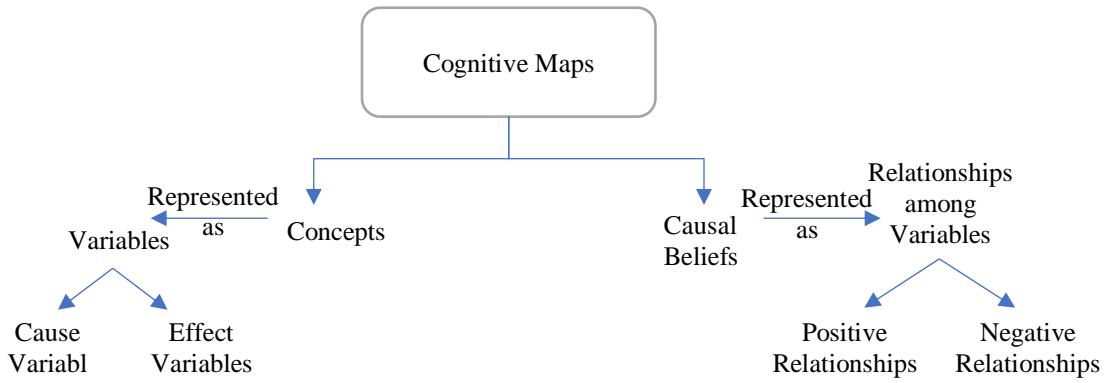 Cognitive Maps
Represented
as
Concepts
Variables
Cause
Variabl
Effect
Variables
Causal
Beliefs
Represented
as
Relationships
among
Variables
Positive
Relationships
Negative
Relationships